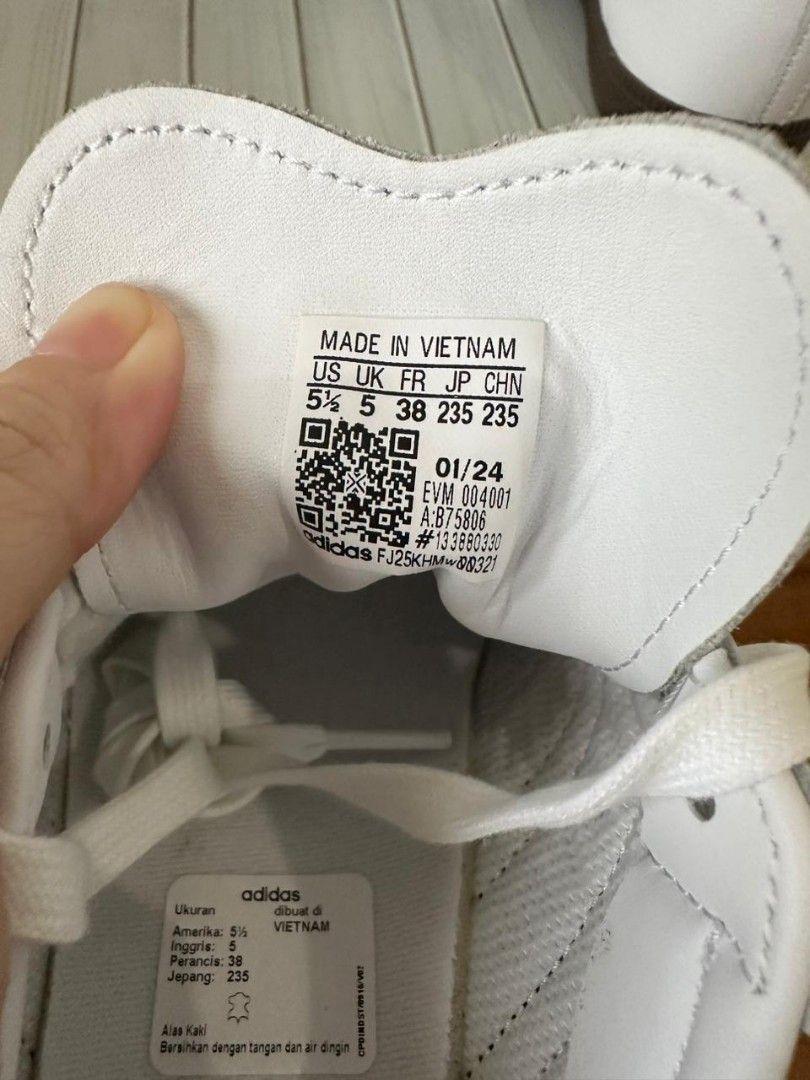 MADE IN VIETNAM
US UK FR JP CHN
5½ 5 38 235 235
01/24
EVM 004001
A:B75806
#133880330
adidas
adidas
Ukuran dibuat di
VIETNAM
Amerika: 5½
Inggris: 5
Perancis: 38
Jepang: 235
Alas Kaki
Bersihkan dengan tangan dan air dingin